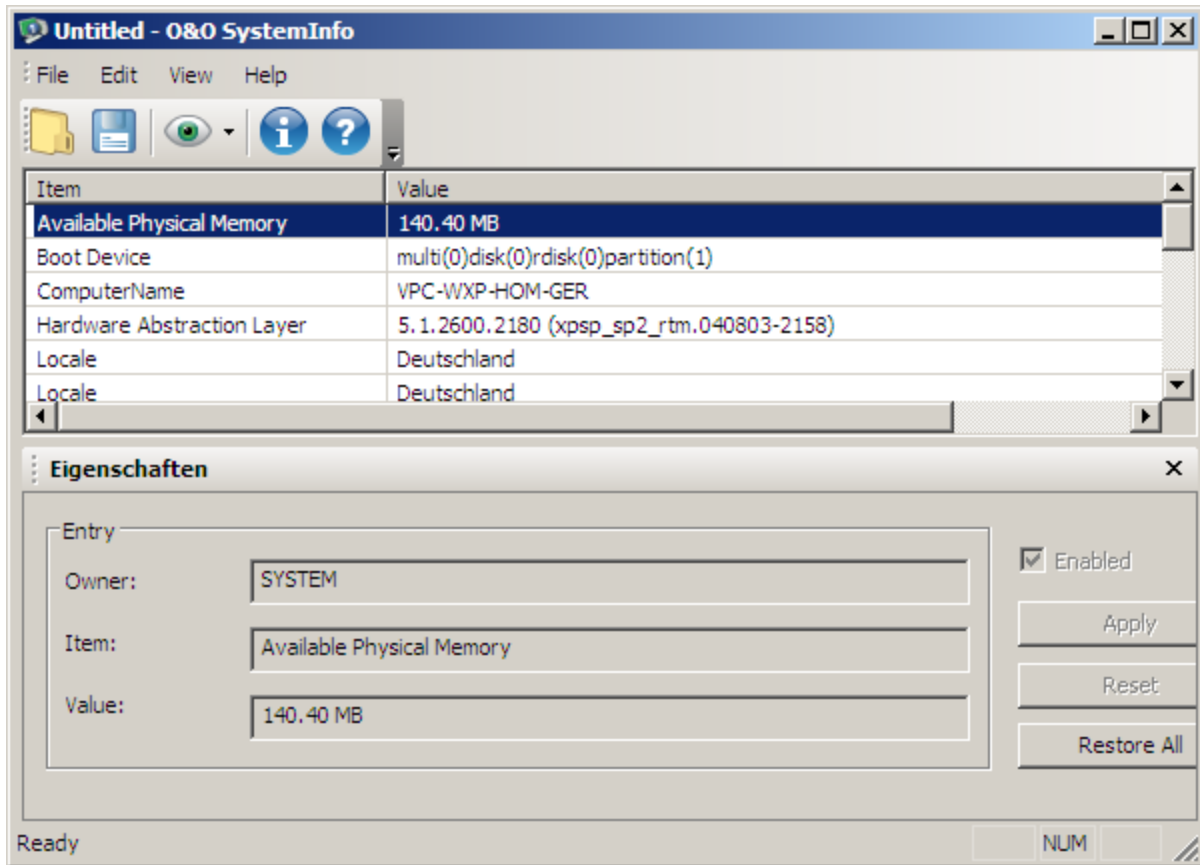 Untitled - O&O SystemInfo
File Edit View Help
Item Value
Available Physical Memory 140.40 MB
Boot Device multi(0)disk(0)rdisk(0)partition(1)
ComputerName VPC-WXP-HOM-GER
Hardware Abstraction Layer 5.1.2600.2180 (xpsp_sp2_rtm.040803-2158)
Locale Deutschland
Locale Deutschland
Eigenschaften
Entry
Owner: SYSTEM
Enabled
Item: Available Physical Memory
Apply
Value: 140.40 MB
Reset
Restore All
Ready NUM